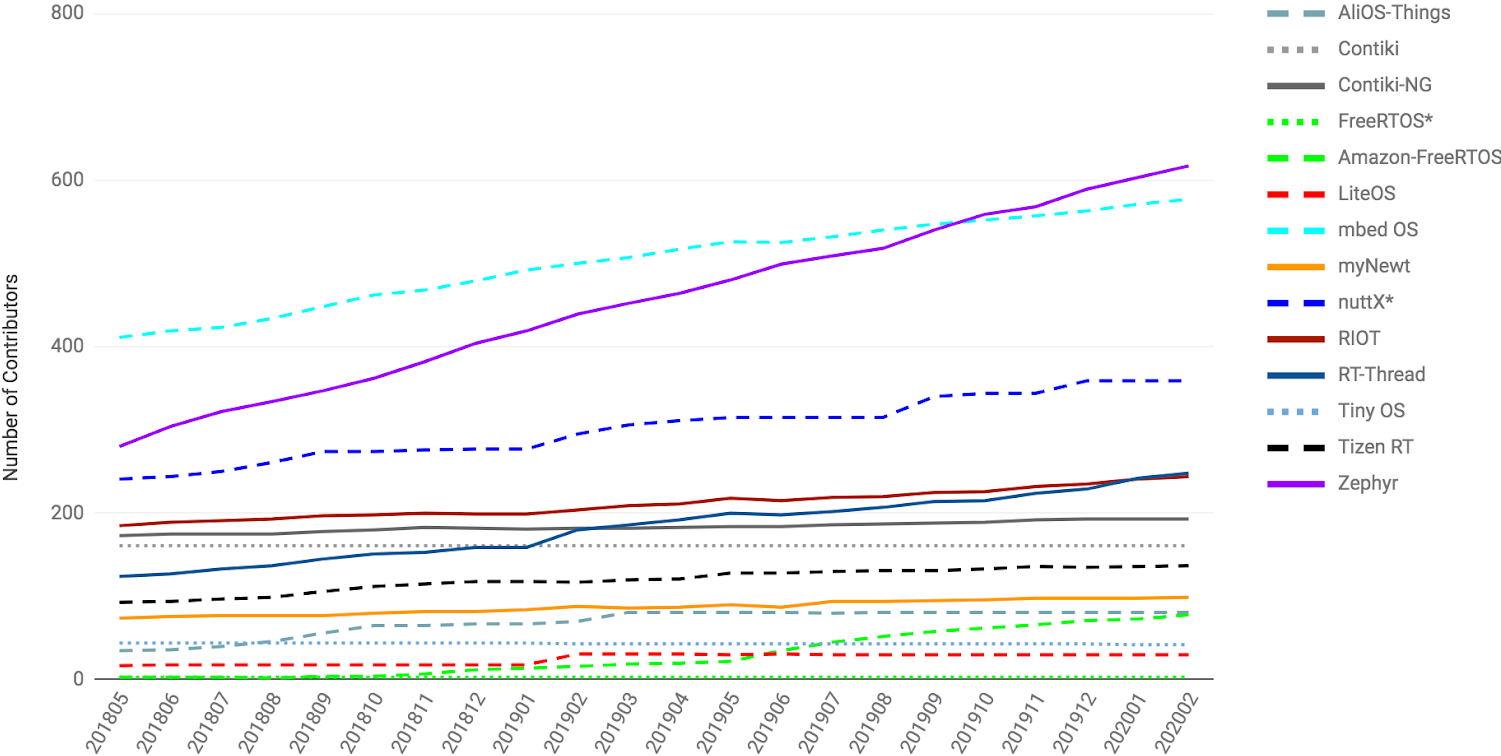 800
600
400
200
0
Number of Contributors
201805
201806
201807
201808
201809
201810
201811
201812
201901
201902
201903
201904
201905
201906
201907
201908
201909
201910
201911
201912
202001
202002
AliOS-Things
Contiki
Contiki-NG
FreeRTOS*
Amazon-FreeRTOS
LiteOS
mbed OS
myNewt
nuttX*
RIOT
RT-Thread
Tiny OS
Tizen RT
Zephyr